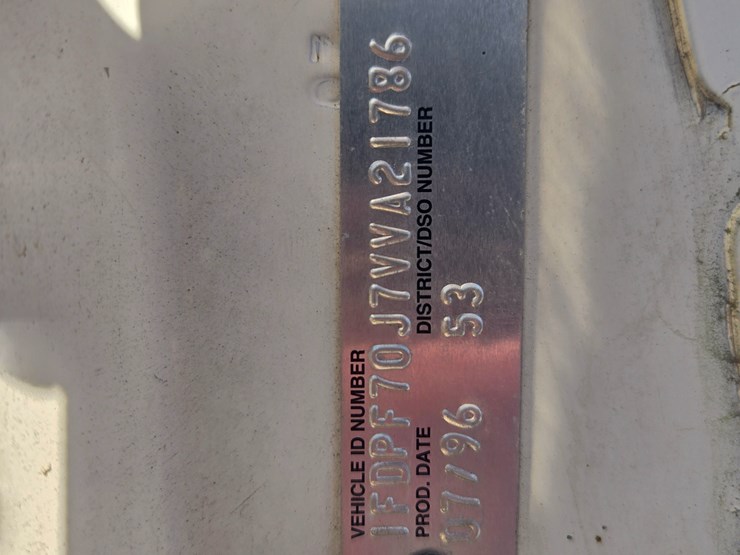 VEHICLE ID NUMBER
1FDPF70J7VVA21786
PROD. DATE DISTRICT/DSO NUMBER
07/96 53